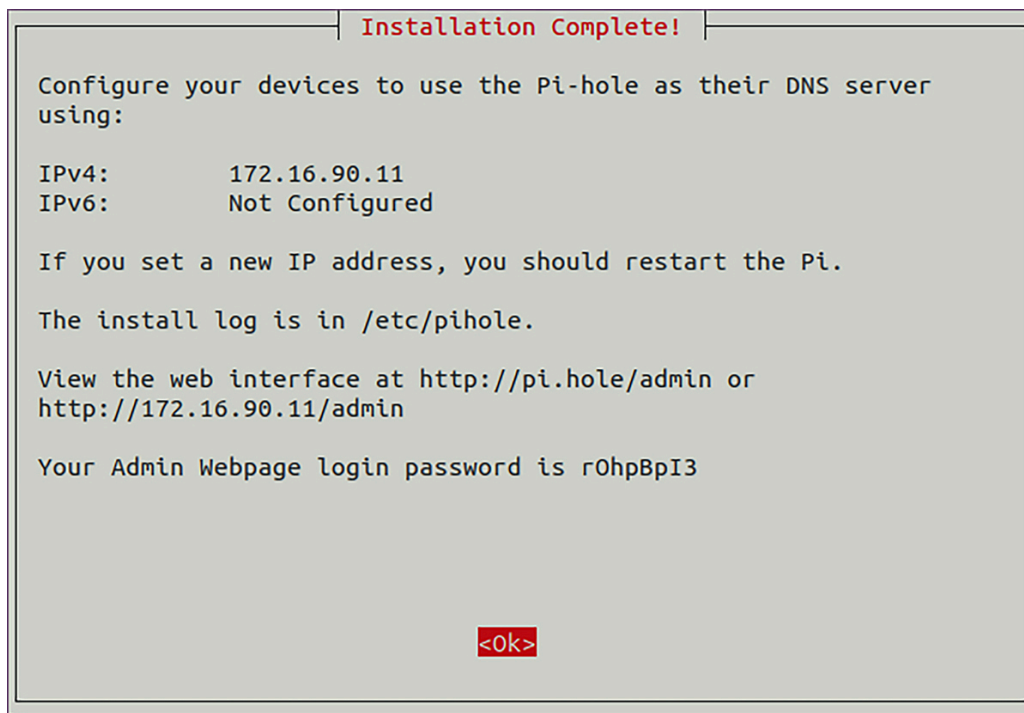 Installation Complete!
Configure your devices to use the Pi-hole as their DNS server
using:
IPv4: 172.16.90.11
IPv6: Not Configured
If you set a new IP address, you should restart the Pi.
The install log is in /etc/pihole.
View the web interface at http://pi.hole/admin or
http://172.16.90.11/admin
Your Admin Webpage login password is rOhpBpI3
<Ok>